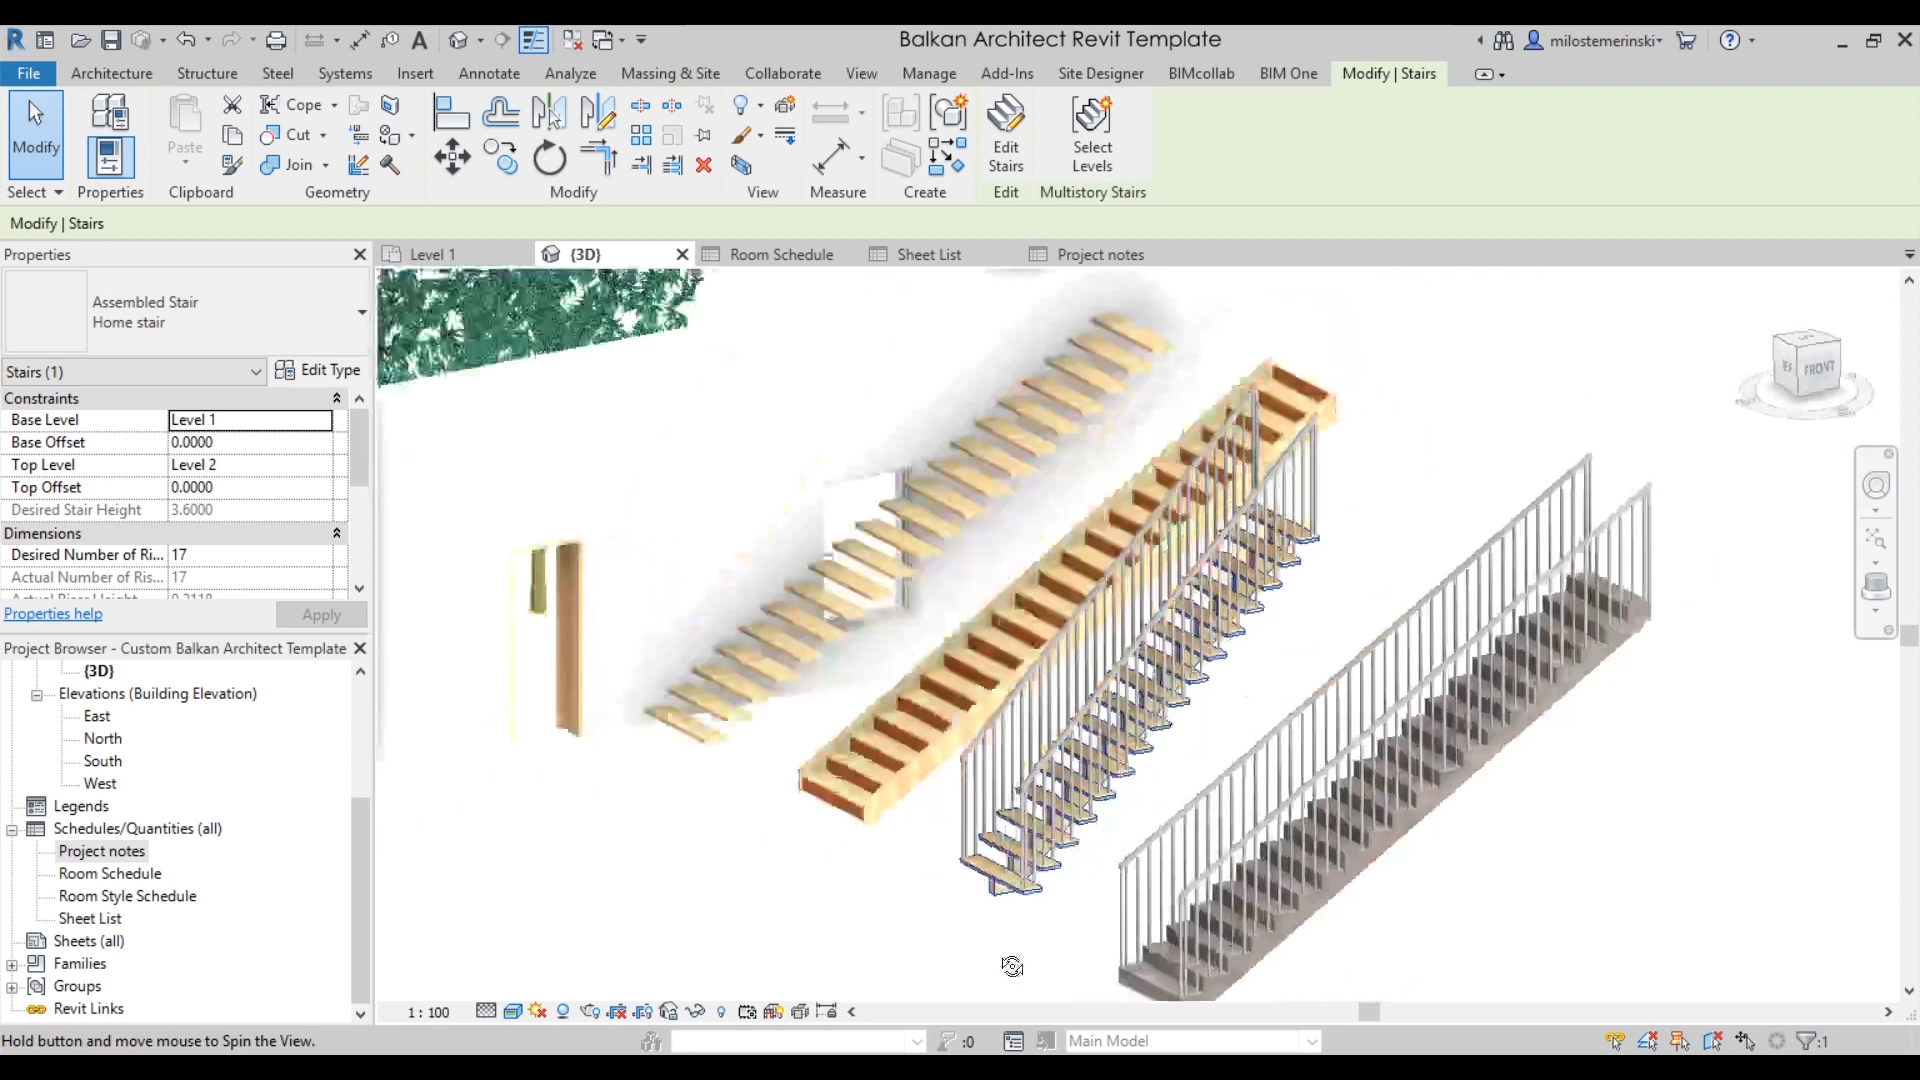 Balkan Architect Revit Template
milostemerinski
File Architecture Structure Steel Systems Insert Annotate Analyze Massing & Site Collaborate View Manage Add-Ins Site Designer BIMcollab BIM One Modify | Stairs
Modify
Paste
Cope
Cut
Join
Edit
Stairs
Select
Levels
Select Properties Clipboard Geometry Modify View Measure Create Edit Multistory Stairs
Modify | Stairs
Properties
Level 1 {3D} Room Schedule Sheet List Project notes
Assembled Stair
Home stair
Stairs (1) Edit Type
Constraints
Base Level Level 1
Base Offset 0.0000
Top Level Level 2
Top Offset 0.0000
Desired Stair Height 3.6000
Dimensions
Desired Number of Ri... 17
Actual Number of Ris... 17
Properties help Apply
Project Browser - Custom Balkan Architect Template
{3D}
Elevations (Building Elevation)
East
North
South
West
Legends
Schedules/Quantities (all)
Project notes
Room Schedule
Room Style Schedule
Sheet List
Sheets (all)
Families
Groups
Revit Links
FRONT
1 : 100
Hold button and move mouse to Spin the View.
:0
Main Model
:1